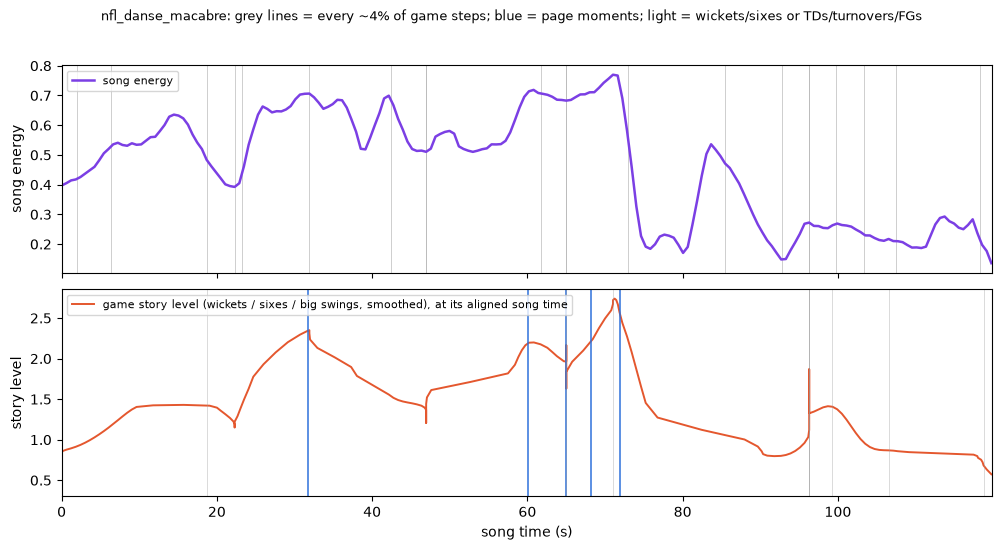 nfl_danse_macabre: grey lines = every ~4% of game steps; blue = page moments; light = wickets/sixes or TDs/turnovers/FGs
song energy
song energy
0.8
0.7
0.6
0.5
0.4
0.3
0.2
game story level (wickets / sixes / big swings, smoothed), at its aligned song time
story level
2.5
2.0
1.5
1.0
0.5
0 20 40 60 80 100
song time (s)